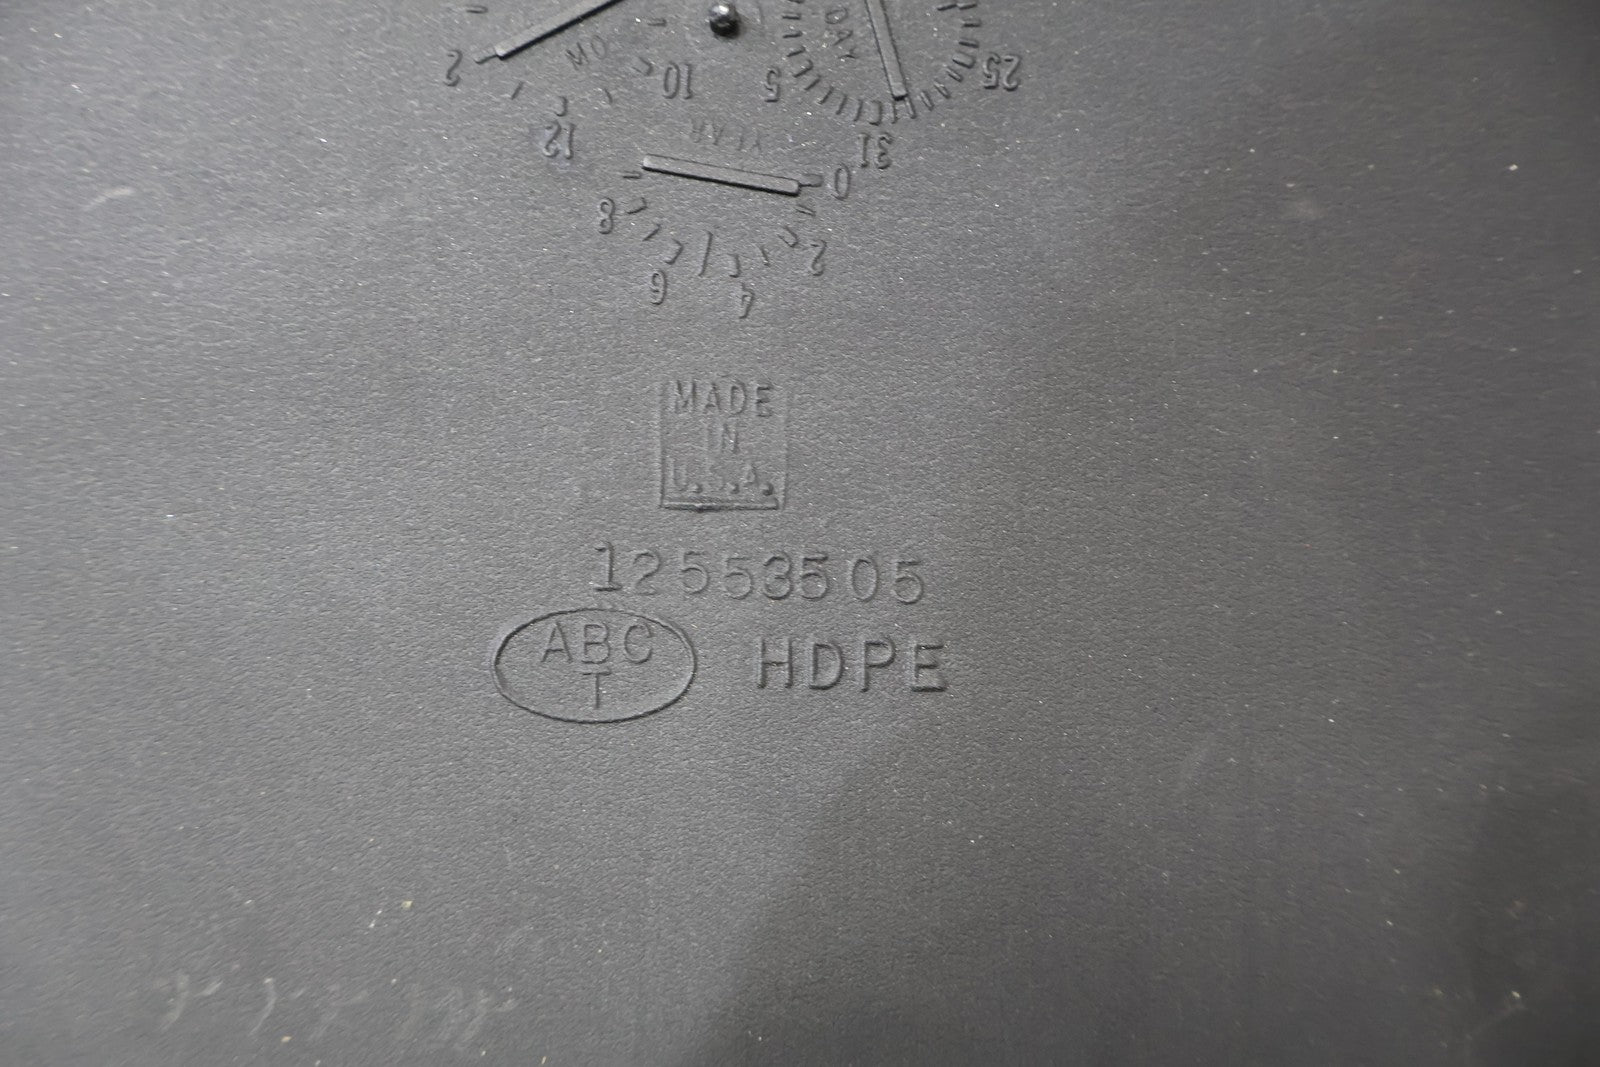 2
MO
10
12
DAY
5
25
31
YEAR
0
8
2
6
4
MADE
IN
U.S.A.
12553505
ABC
T
HDPE